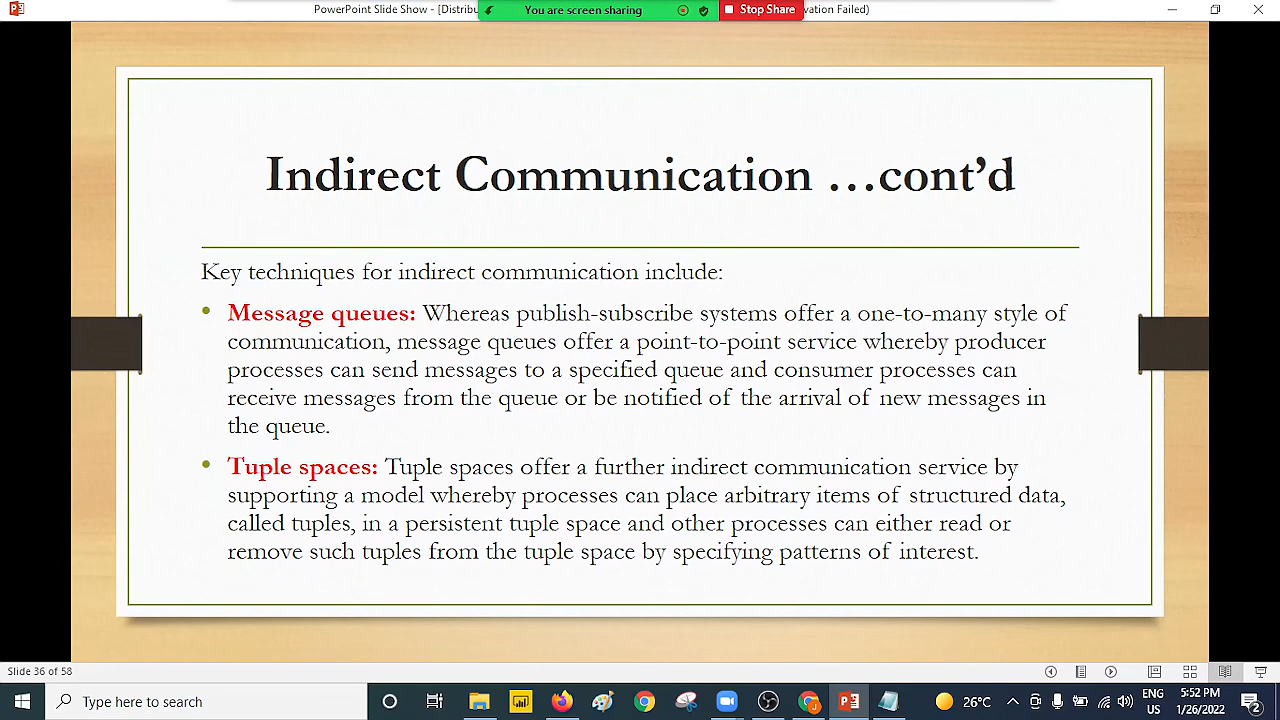 PowerPoint Slide Show - [Distribu
You are screen sharing
Stop Share
vation Failed)
Indirect Communication …cont’d
Key techniques for indirect communication include:
• Message queues: Whereas publish-subscribe systems offer a one-to-many style of
communication, message queues offer a point-to-point service whereby producer
processes can send messages to a specified queue and consumer processes can
receive messages from the queue or be notified of the arrival of new messages in
the queue.
• Tuple spaces: Tuple spaces offer a further indirect communication service by
supporting a model whereby processes can place arbitrary items of structured data,
called tuples, in a persistent tuple space and other processes can either read or
remove such tuples from the tuple space by specifying patterns of interest.
Slide 36 of 58
Type here to search
26°C
ENG
US
5:52 PM
1/26/2022
2